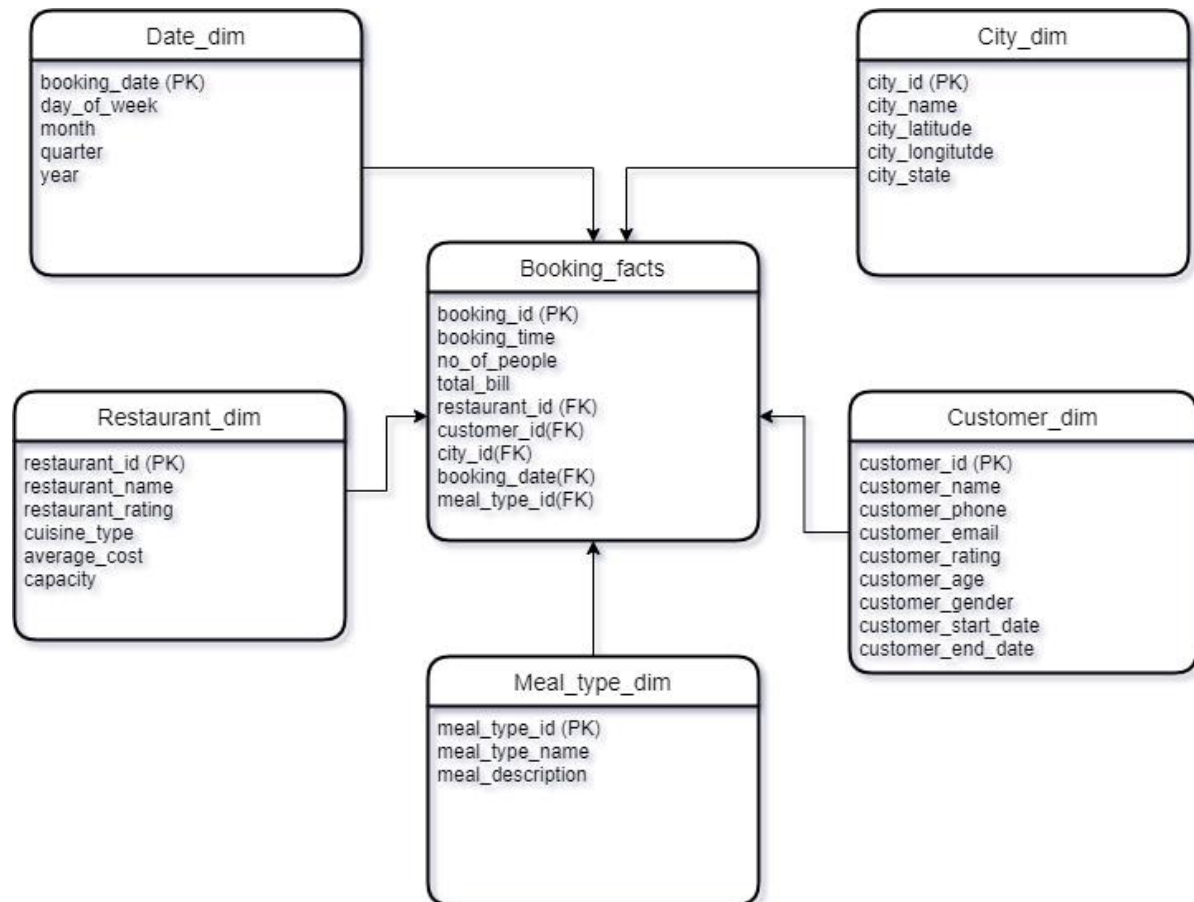 Date_dim
booking_date (PK)
day_of_week
month
quarter
year
City_dim
city_id (PK)
city_name
city_latitude
city_longitutde
city_state
Booking_facts
booking_id (PK)
booking_time
no_of_people
total_bill
restaurant_id (FK)
customer_id(FK)
city_id(FK)
booking_date(FK)
meal_type_id(FK)
Restaurant_dim
restaurant_id (PK)
restaurant_name
restaurant_rating
cuisine_type
average_cost
capacity
Customer_dim
customer_id (PK)
customer_name
customer_phone
customer_email
customer_rating
customer_age
customer_gender
customer_start_date
customer_end_date
Meal_type_dim
meal_type_id (PK)
meal_type_name
meal_description